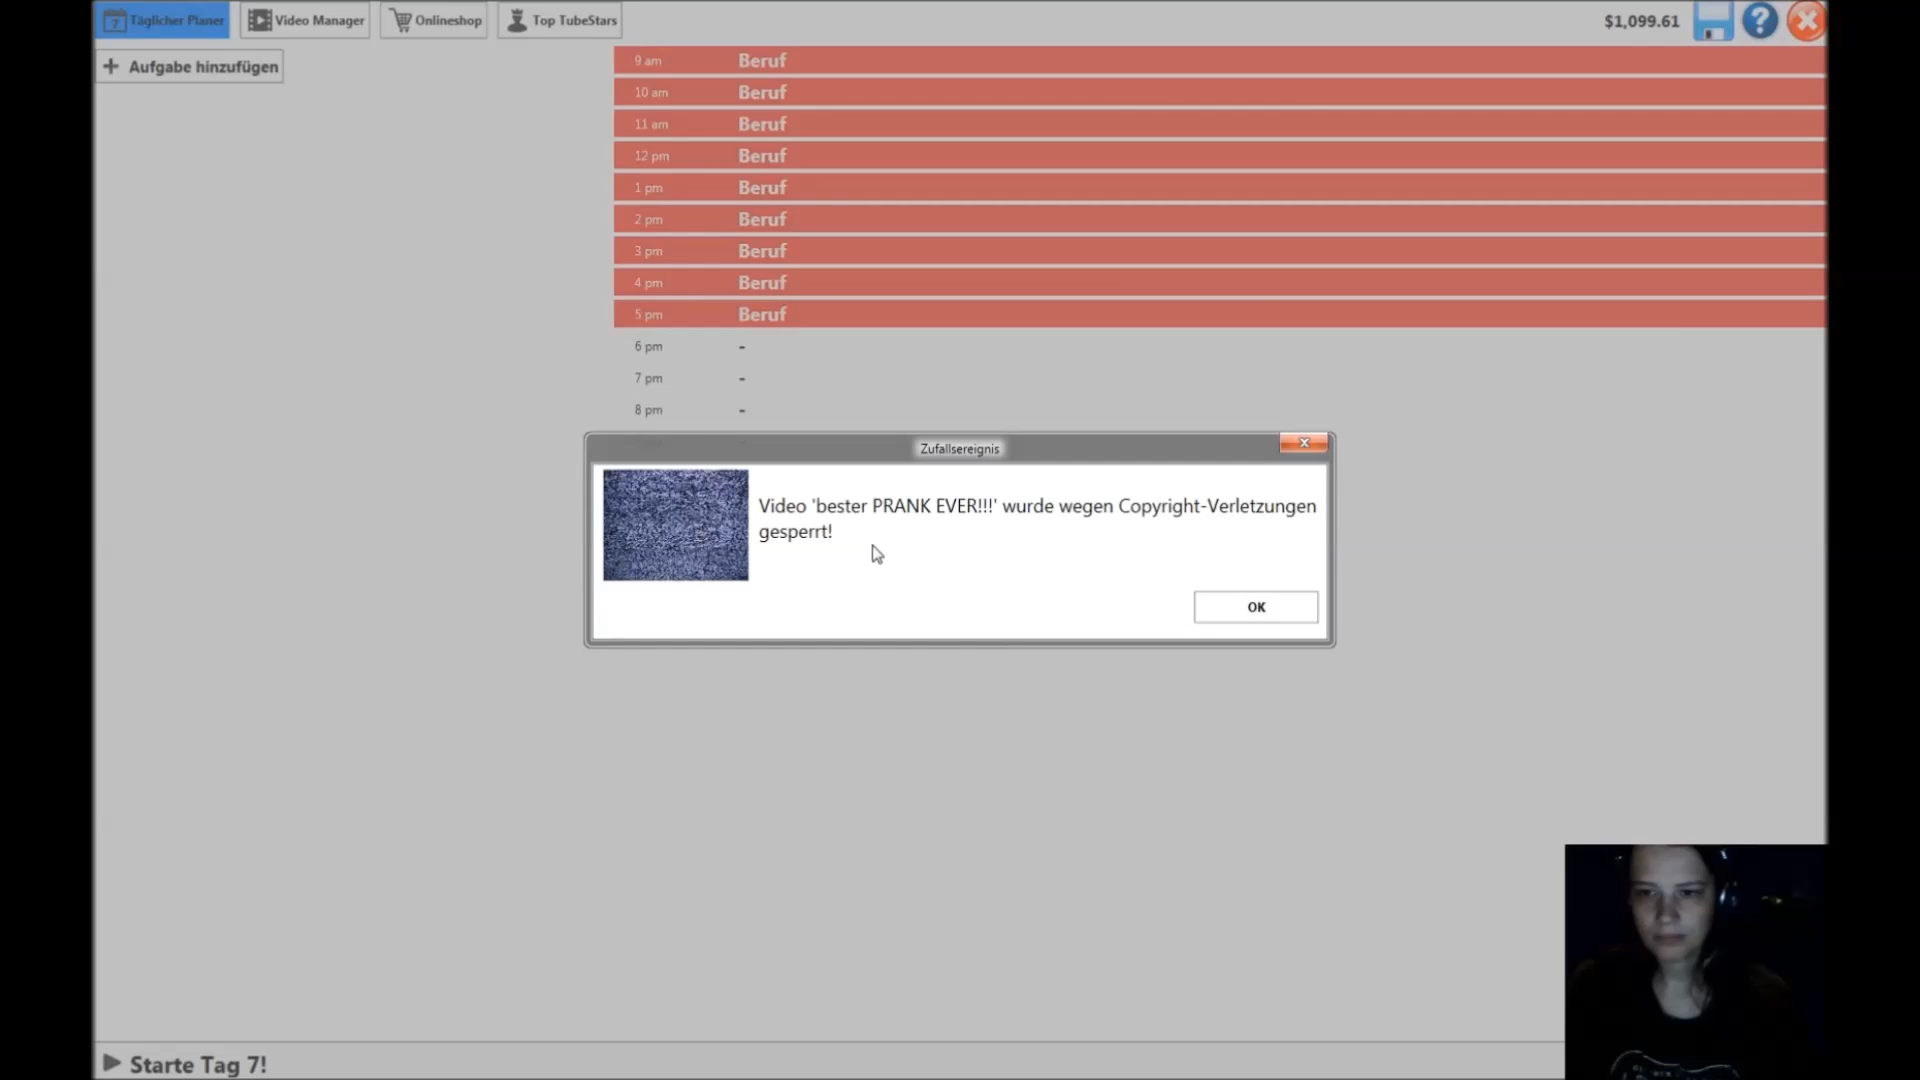 7 Täglicher Planer
Video Manager
Onlineshop
Top TubeStars
$1,099.61
?
+ Aufgabe hinzufügen
9 am Beruf
10 am Beruf
11 am Beruf
12 pm Beruf
1 pm Beruf
2 pm Beruf
3 pm Beruf
4 pm Beruf
5 pm Beruf
6 pm -
7 pm -
8 pm -
Zufallsereignis
Video 'bester PRANK EVER!!!' wurde wegen Copyright-Verletzungen
gesperrt!
OK
Starte Tag 7!